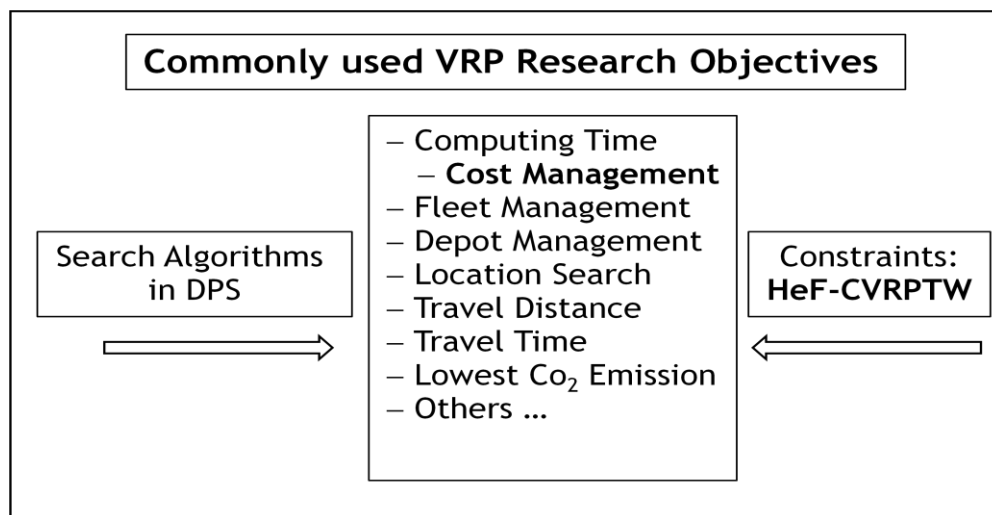 Commonly used VRP Research Objectives
Search Algorithms
in DPS
– Computing Time
– Cost Management
– Fleet Management
– Depot Management
– Location Search
– Travel Distance
– Travel Time
– Lowest Co₂ Emission
– Others ...
Constraints:
HeF-CVRPTW